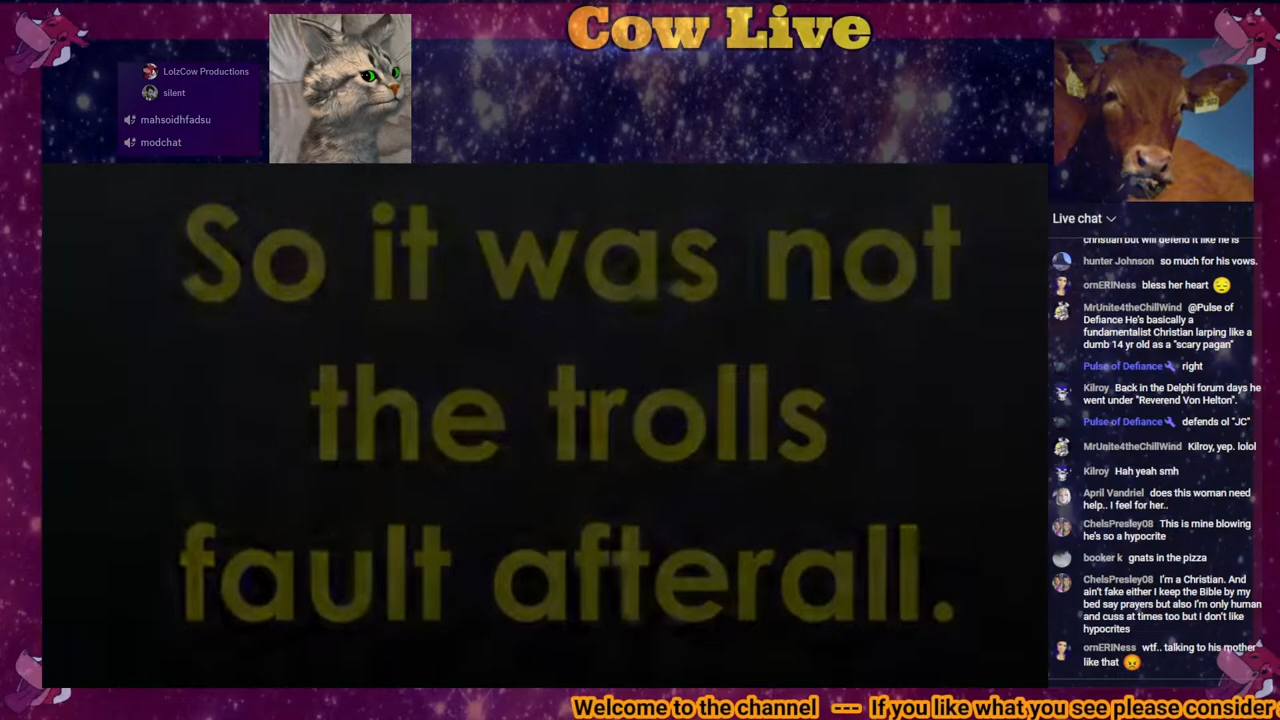 Cow Live
LolzCow Productions
silent
mahsoidhfadsu
modchat
So it was not
the trolls
fault afterall.
Live chat
christian but will defend it like he is
hunter Johnson so much for his vows.
ornERINess bless her heart 😔
MrUnite4theChillWind @Pulse of
Defiance He's basically a
fundamentalist Christian larping like a
dumb 14 yr old as a "scary pagan"
Pulse of Defiance right
Kilroy Back in the Delphi forum days he
went under "Reverend Von Helton".
Pulse of Defiance defends ol "JC"
MrUnite4theChillWind Kilroy, yep. lolol
Kilroy Hah yeah smh
April Vandriel does this woman need
help.. I feel for her..
ChelsPresley08 This is mine blowing
he's so a hypocrite
booker k gnats in the pizza
ChelsPresley08 I'm a Christian. And
ain't fake either I keep the Bible by my
bed say prayers but also I'm only human
and cuss at times too but I don't like
hypocrites
ornERINess wtf.. talking to his mother
like that 😡
Welcome to the channel --- If you like what you see please consider,